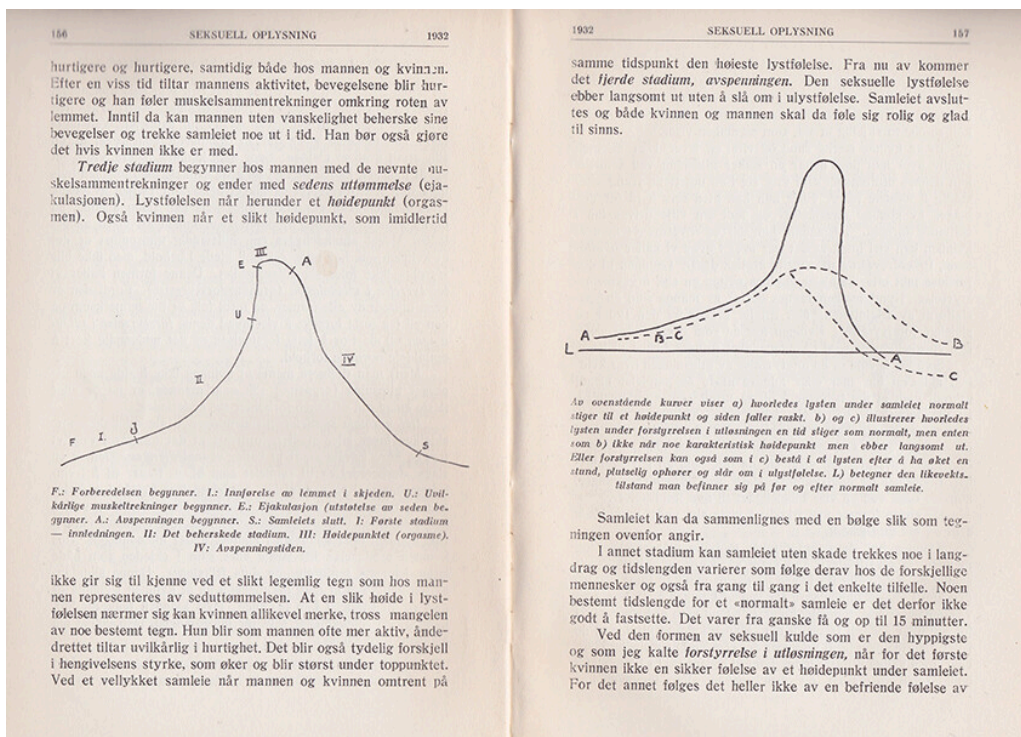 156 SEKSUELL OPLYSNING 1932
hurtigere og hurtigere, samtidig både hos mannen og kvinnen.
Efter en viss tid tiltar mannens aktivitet, bevegelsene blir hur-
tigere og han føler muskelsammentrekninger omkring roten av
lemmet. Inntil da kan mannen uten vanskelighet beherske sine
bevegelser og trekke samleiet noe ut i tid. Han bør også gjøre
det hvis kvinnen ikke er med.
Tredje stadium begynner hos mannen med de nevnte mu-
skelsammentrekninger og ender med sedens uttømmelse (eja-
kulasjonen). Lystfølelsen når herunder et høidepunkt (orgas-
men). Også kvinnen når et slikt høidepunkt, som imidlertid
III
E A
U
IV
II
J
F I.
S
F.: Forberedelsen begynner. I.: Innførelse av lemmet i skjeden. U.: Uvil-
kårlige muskeltrekninger begynner. E.: Ejakulasjon (utstøtelse av seden be-
gynner. A.: Avspenningen begynner. S.: Samleiets slutt. I: Første stadium
— innledningen. II: Det beherskede stadium. III: Høidepunktet (orgasme).
IV: Avspenningstiden.
ikke gir sig til kjenne ved et slikt legemlig tegn som hos man-
nen representeres av seduttømmelsen. At en slik høide i lyst-
følelsen nærmer sig kan kvinnen allikevel merke, tross mangelen
av noe bestemt tegn. Hun blir som mannen ofte mer aktiv, ånde-
drettet tiltar uvilkårlig i hurtighet. Det blir også tydelig forskjell
i hengivelsens styrke, som øker og blir størst under toppunktet.
Ved et vellykket samleie når mannen og kvinnen omtrent på
1932 SEKSUELL OPLYSNING 157
samme tidspunkt den høieste lystfølelse. Fra nu av kommer
det fjerde stadium, avspenningen. Den seksuelle lystfølelse
ebber langsomt ut uten å slå om i ulystfølelse. Samleiet avslut-
tes og både kvinnen og mannen skal da føle sig rolig og glad
til sinns.
A B-C B
L A
C
Av ovenstående kurver viser a) hvorledes lysten under samleiet normalt
stiger til et høidepunkt og siden faller raskt. b) og c) illustrerer hvorledes
lysten under forstyrrelsen i utløsningen en tid stiger som normalt, men enten
som b) ikke når noe karakteristisk høidepunkt men ebber langsomt ut.
Eller forstyrrelsen kan også som i c) bestå i at lysten efter å ha øket en
stund, plutselig ophører og slår om i ulystfølelse. L) betegner den likevekts-
tilstand man befinner sig på før og efter normalt samleie.
Samleiet kan da sammenlignes med en bølge slik som teg-
ningen ovenfor angir.
I annet stadium kan samleiet uten skade trekkes noe i lang-
drag og tidslengden varierer som følge derav hos de forskjellige
mennesker og også fra gang til gang i det enkelte tilfelle. Noen
bestemt tidslengde for et «normalt» samleie er det derfor ikke
godt å fastsette. Det varer fra ganske få og op til 15 minutter.
Ved den formen av seksuell kulde som er den hyppigste
og som jeg kalte forstyrrelse i utløsningen, når for det første
kvinnen ikke en sikker følelse av et høidepunkt under samleiet.
For det annet følges det heller ikke av en befriende følelse av